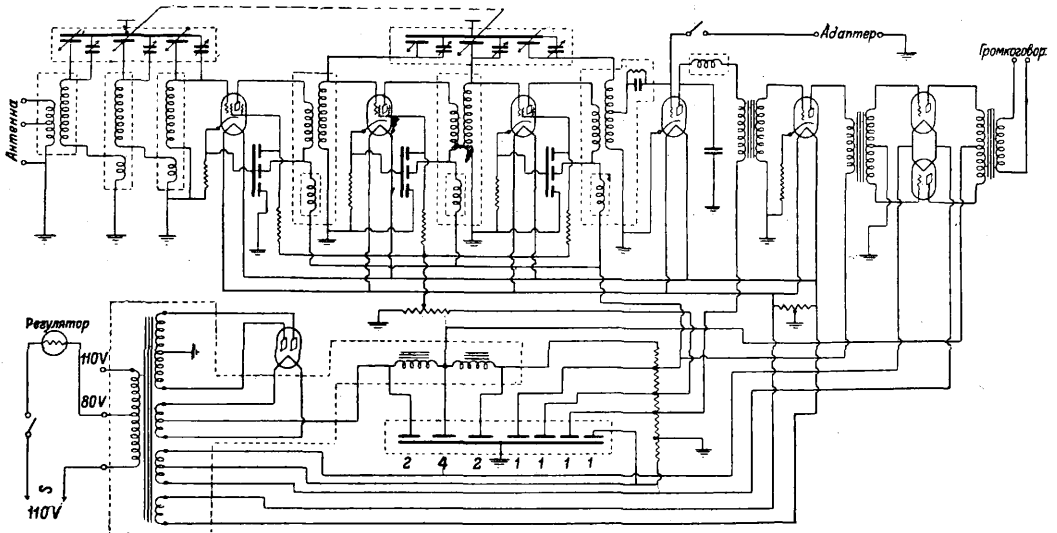 Адаптер
Громкоговор.
Антенна
Регулятор
110V
80V
S
110V
2 4 2 1 1 1 1